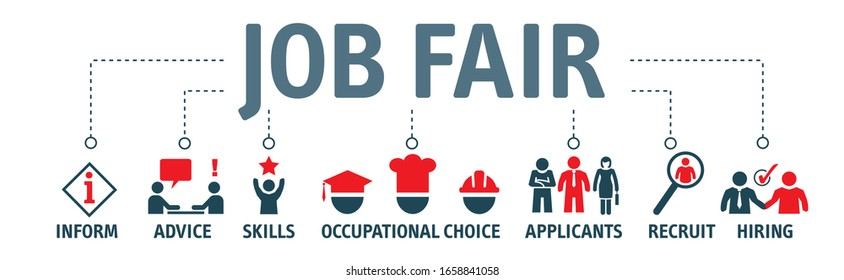 JOB FAIR
INFORM ADVICE SKILLS OCCUPATIONAL CHOICE APPLICANTS RECRUIT HIRING
shutterstock.com · 1658841058